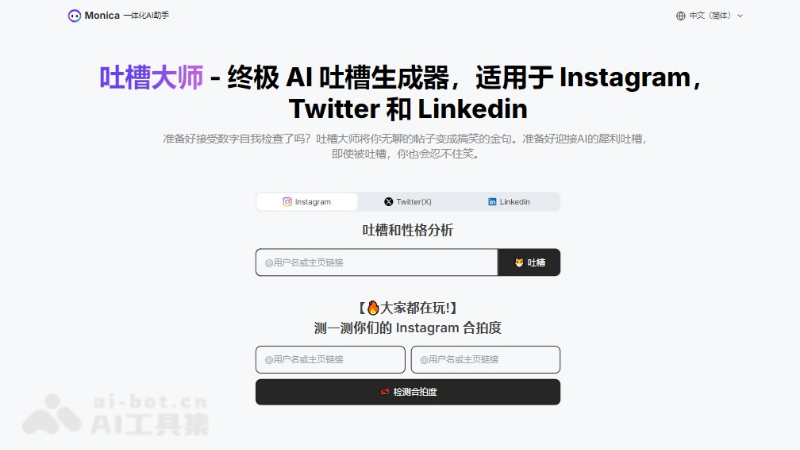 Monica 一体化AI助手
中文（简体）
吐槽大师 - 终极 AI 吐槽生成器，适用于 Instagram，
Twitter 和 Linkedin
准备好接受数字自我检查了吗？吐槽大师将你无聊的帖子变成搞笑的金句。准备好迎接AI的犀利吐槽，
即使被吐槽，你也会忍不住笑。
Instagram
Twitter(X)
Linkedin
吐槽和性格分析
@用户名或主页链接
吐槽
【🔥大家都在玩!】
测一测你们的 Instagram 合拍度
@用户名或主页链接
@用户名或主页链接
检测合拍度
ai-bot.cn
AI工具集